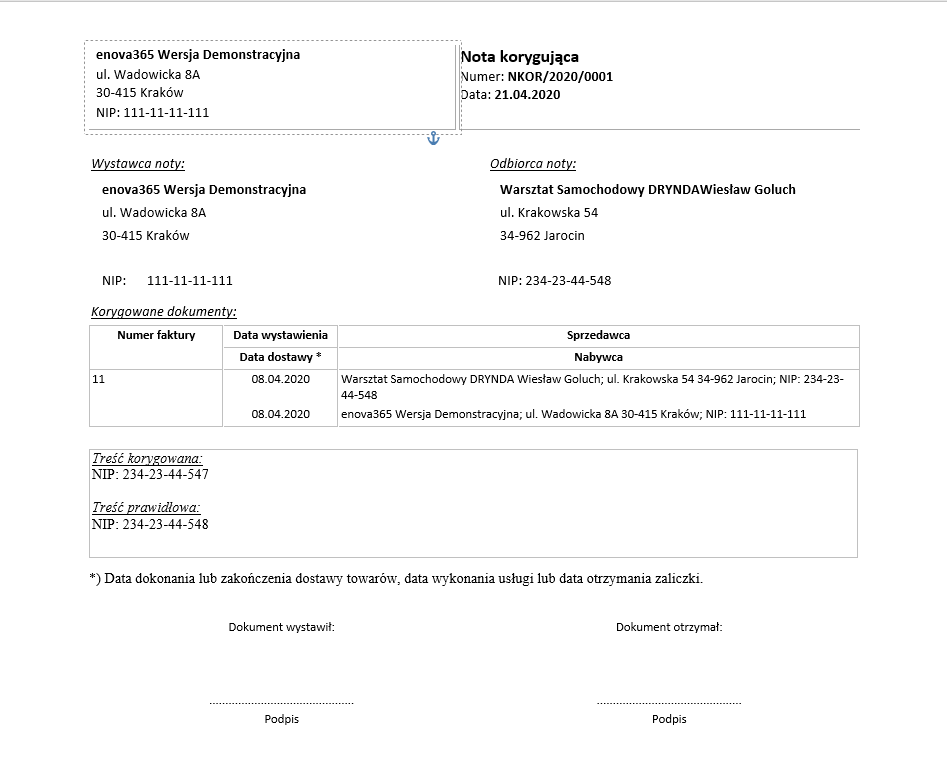 enova365 Wersja Demonstracyjna
ul. Wadowicka 8A
30-415 Kraków
NIP: 111-11-11-111
Nota korygująca
Numer: NKOR/2020/0001
Data: 21.04.2020
Wystawca noty:
enova365 Wersja Demonstracyjna
ul. Wadowicka 8A
30-415 Kraków
NIP: 111-11-11-111
Odbiorca noty:
Warsztat Samochodowy DRYNDAWiesław Goluch
ul. Krakowska 54
34-962 Jarocin
NIP: 234-23-44-548
Korygowane dokumenty:
Numer faktury
Data wystawienia
Sprzedawca
Data dostawy *
Nabywca
11
08.04.2020
Warsztat Samochodowy DRYNDA Wiesław Goluch; ul. Krakowska 54 34-962 Jarocin; NIP: 234-23-
44-548
08.04.2020
enova365 Wersja Demonstracyjna; ul. Wadowicka 8A 30-415 Kraków; NIP: 111-11-11-111
Treść korygowana:
NIP: 234-23-44-547
Treść prawidłowa:
NIP: 234-23-44-548
*) Data dokonania lub zakończenia dostawy towarów, data wykonania usługi lub data otrzymania zaliczki.
Dokument wystawił:
Dokument otrzymał:
Podpis
Podpis